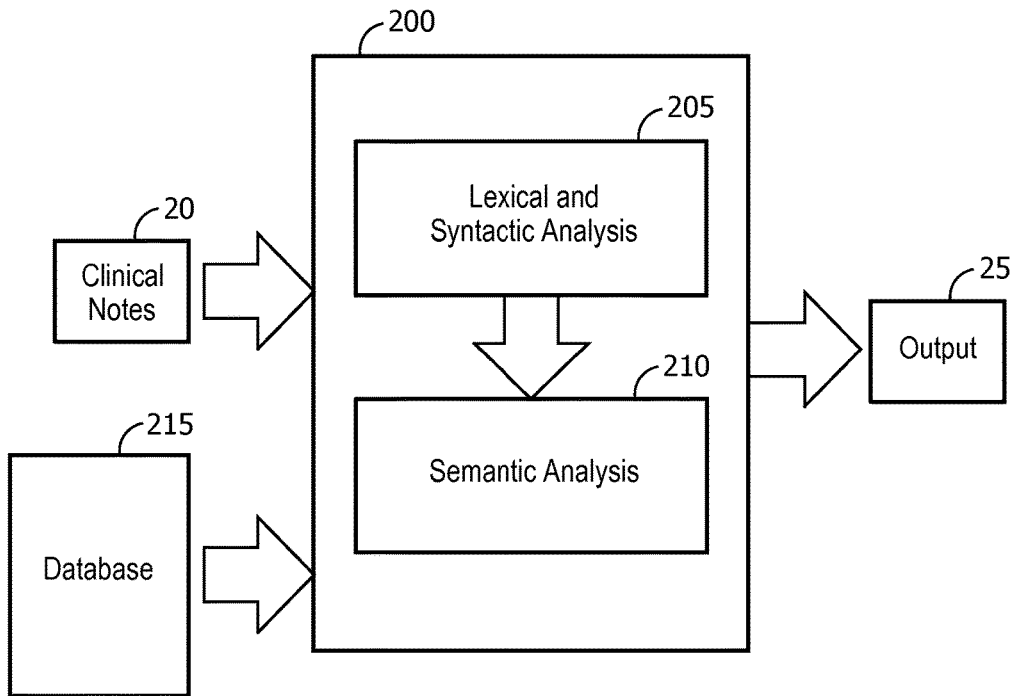 200
205
Lexical and
Syntactic Analysis
20
Clinical
Notes
25
Output
210
Semantic Analysis
215
Database